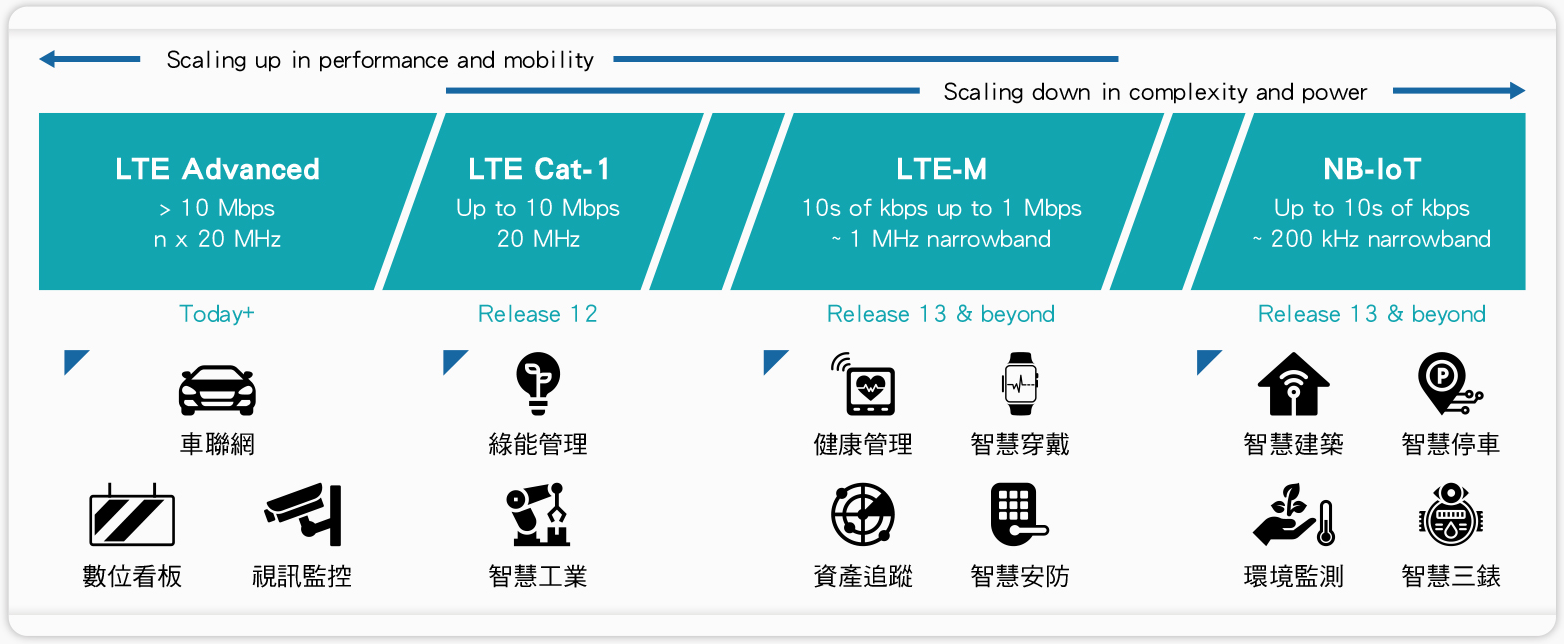 Scaling up in performance and mobility
Scaling down in complexity and power
LTE Advanced
> 10 Mbps
n x 20 MHz
LTE Cat-1
Up to 10 Mbps
20 MHz
LTE-M
10s of kbps up to 1 Mbps
~ 1 MHz narrowband
NB-IoT
Up to 10s of kbps
~ 200 kHz narrowband
Today+
Release 12
Release 13 & beyond
Release 13 & beyond
車聯網
數位看板
視訊監控
綠能管理
智慧工業
健康管理
智慧穿戴
資產追蹤
智慧安防
智慧建築
智慧停車
環境監測
智慧三錶